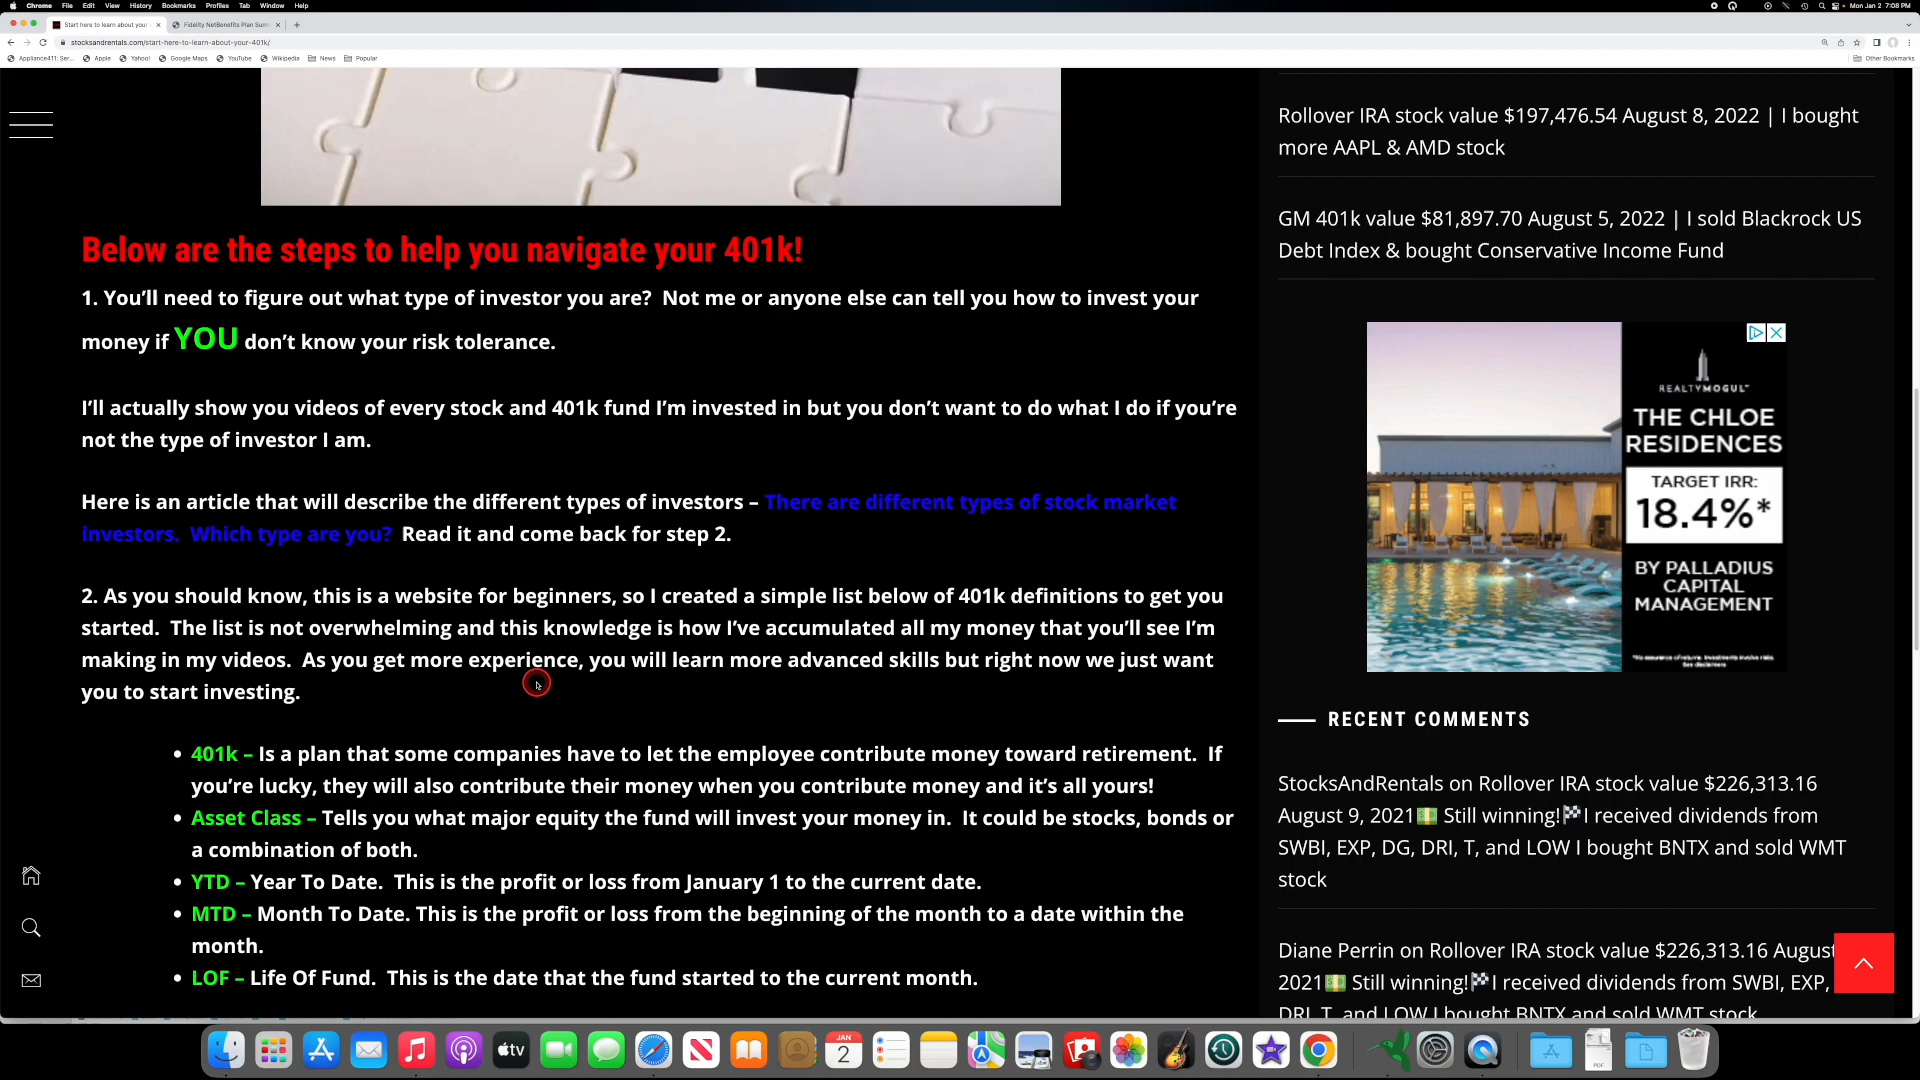 Chrome File Edit View History Bookmarks Profiles Tab Window Help
Mon Jan 2 7:08 PM
Start here to learn about your
Fidelity NetBenefits Plan Sum
stocksandrentals.com/start-here-to-learn-about-your-401k/
Appliance411: Ser... Apple Yahoo! Google Maps YouTube Wikipedia News Popular
Other Bookmarks
Below are the steps to help you navigate your 401k!
1. You'll need to figure out what type of investor you are?  Not me or anyone else can tell you how to invest your
money if YOU don't know your risk tolerance.
I'll actually show you videos of every stock and 401k fund I'm invested in but you don't want to do what I do if you're
not the type of investor I am.
Here is an article that will describe the different types of investors – There are different types of stock market
investors.  Which type are you?  Read it and come back for step 2.
2. As you should know, this is a website for beginners, so I created a simple list below of 401k definitions to get you
started.  The list is not overwhelming and this knowledge is how I've accumulated all my money that you'll see I'm
making in my videos.  As you get more experience, you will learn more advanced skills but right now we just want
you to start investing.
• 401k – Is a plan that some companies have to let the employee contribute money toward retirement.  If
you're lucky, they will also contribute their money when you contribute money and it's all yours!
• Asset Class – Tells you what major equity the fund will invest your money in.  It could be stocks, bonds or
a combination of both.
• YTD – Year To Date.  This is the profit or loss from January 1 to the current date.
• MTD – Month To Date. This is the profit or loss from the beginning of the month to a date within the
month.
• LOF – Life Of Fund.  This is the date that the fund started to the current month.
Rollover IRA stock value $197,476.54 August 8, 2022 | I bought
more AAPL & AMD stock
GM 401k value $81,897.70 August 5, 2022 | I sold Blackrock US
Debt Index & bought Conservative Income Fund
REALTYMOGUL
THE CHLOE
RESIDENCES
TARGET IRR:
18.4%*
BY PALLADIUS
CAPITAL
MANAGEMENT
*No assurance of returns. Investments involve risks.
See disclaimers
RECENT COMMENTS
StocksAndRentals on Rollover IRA stock value $226,313.16
August 9, 2021💵 Still winning!🏁I received dividends from
SWBI, EXP, DG, DRI, T, and LOW I bought BNTX and sold WMT
stock
Diane Perrin on Rollover IRA stock value $226,313.16 August
2021💵 Still winning!🏁I received dividends from SWBI, EXP,
DRI, T, and LOW I bought BNTX and sold WMT stock
tv
JAN
2
PDF